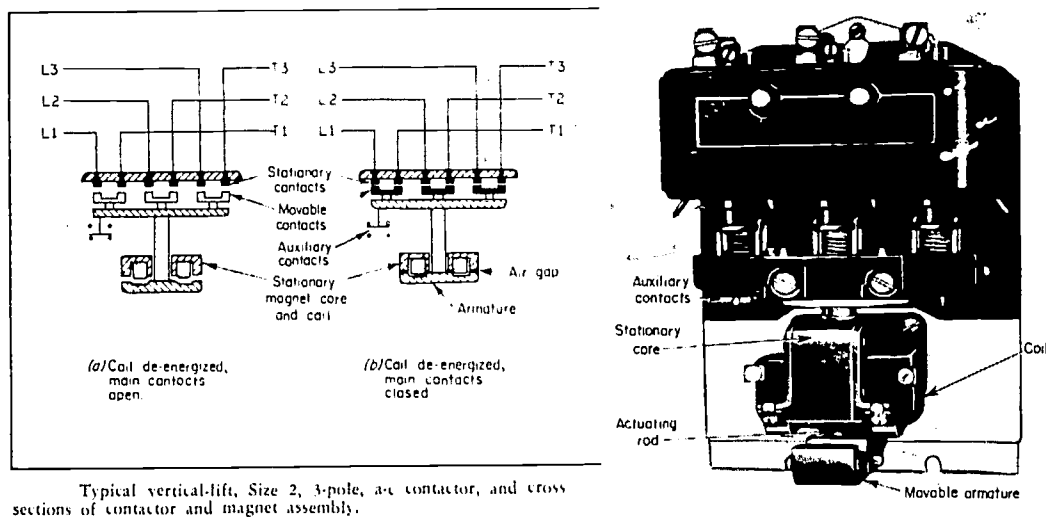 L3
T3
L2
T2
L1
T1
Stationary
contacts
Movable
contacts
Auxiliary
contacts
Stationary
magnet core
and coil
(a) Coil de-energized,
main contacts
open.
L3
T3
L2
T2
L1
T1
Air gap
Armature
(b) Coil de-energized,
main contacts
closed
Auxiliary
contacts
Stationary
core
Coil
Actuating
rod
Movable armature
Typical vertical-lift, Size 2, 3-pole, a-c contactor, and cross
sections of contactor and magnet assembly.